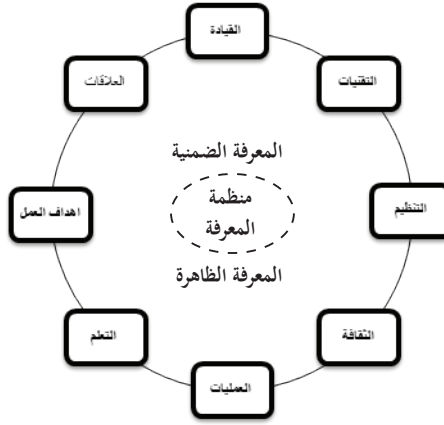 القيادة
العلاقات
التقنيات
المعرفة الضمنية
منظمة
المعرفة
المعرفة الظاهرة
اهداف العمل
التنظيم
التعلم
الثقافة
العمليات